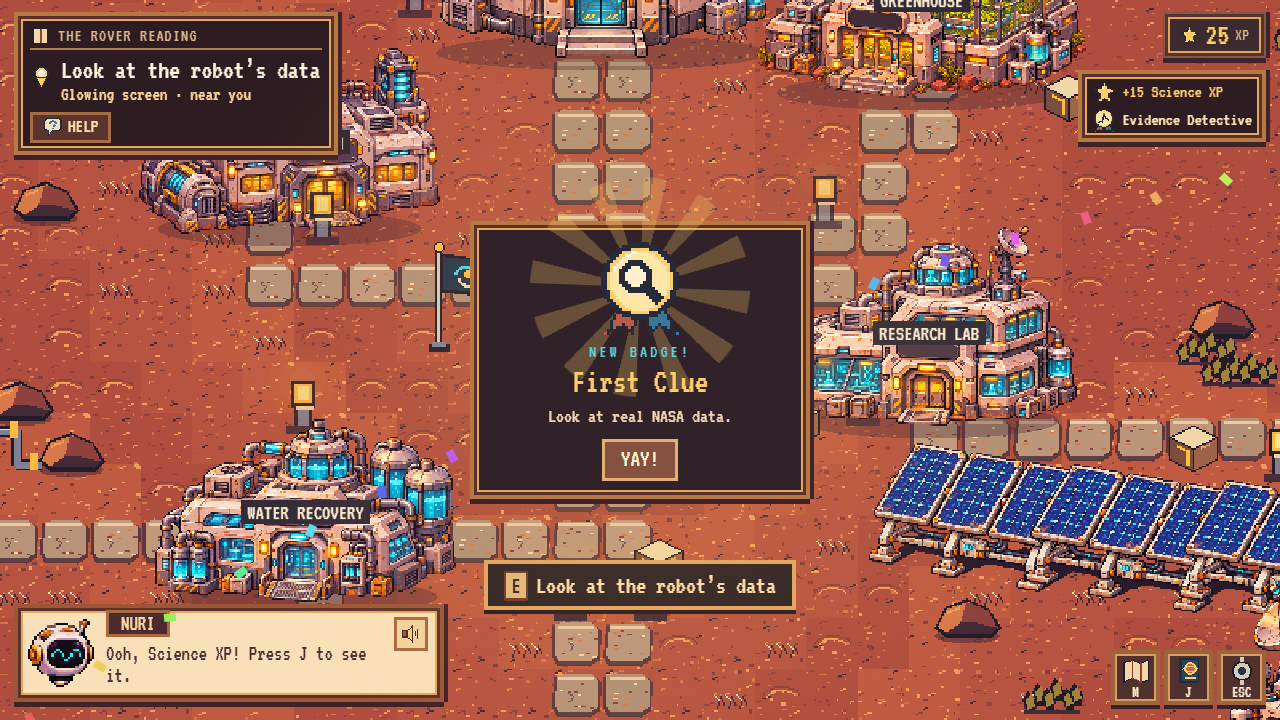 THE ROVER READING
Look at the robot's data
Glowing screen · near you
HELP
GREENHOUSE
25 XP
+15 Science XP
Evidence Detective
NEW BADGE!
First Clue
Look at real NASA data.
YAY!
RESEARCH LAB
WATER RECOVERY
E Look at the robot's data
NURI
Ooh, Science XP! Press J to see
it.
M
J
ESC